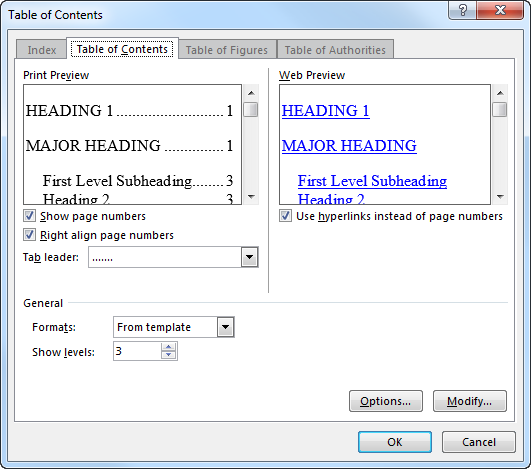 Table of Contents
?
Index
Table of Contents
Table of Figures
Table of Authorities
Print Preview
HEADING 1 .............................. 1
MAJOR HEADING .................. 1
First Level Subheading........ 3
Heading 2 3
Show page numbers
Right align page numbers
Tab leader: .......
Web Preview
HEADING 1
MAJOR HEADING
First Level Subheading
Heading 2
Use hyperlinks instead of page numbers
General
Formats: From template
Show levels: 3
Options... Modify...
OK Cancel